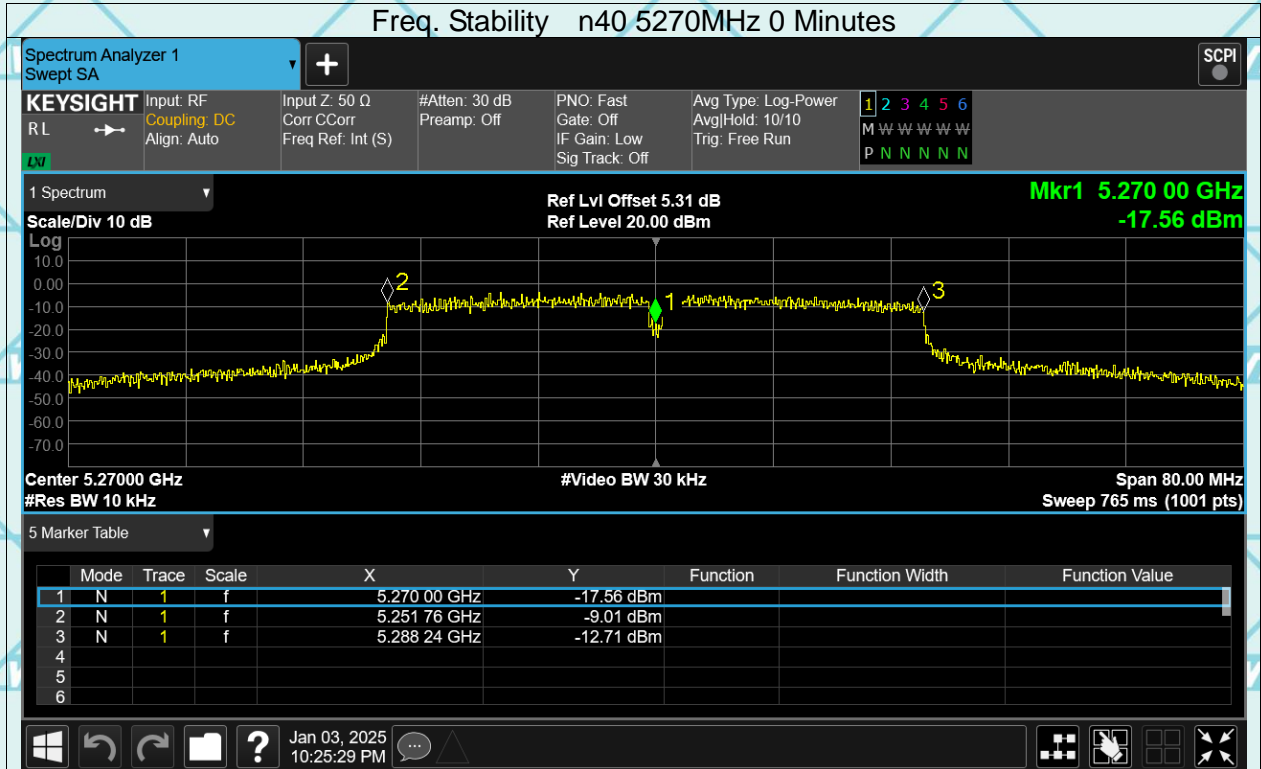 Freq. Stability n40 5270MHz 0 Minutes
Spectrum Analyzer 1
Swept SA
+
SCPI
KEYSIGHT
RL
LXI
Input: RF
Coupling: DC
Align: Auto
Input Z: 50 Ω
Corr CCorr
Freq Ref: Int (S)
#Atten: 30 dB
Preamp: Off
PNO: Fast
Gate: Off
IF Gain: Low
Sig Track: Off
Avg Type: Log-Power
Avg|Hold: 10/10
Trig: Free Run
1 2 3 4 5 6
M W W W W W
P N N N N N
1 Spectrum
Scale/Div 10 dB
Ref Lvl Offset 5.31 dB
Ref Level 20.00 dBm
Mkr1 5.270 00 GHz
-17.56 dBm
Log
10.0
0.00
-10.0
-20.0
-30.0
-40.0
-50.0
-60.0
-70.0
2
1
3
Center 5.27000 GHz
#Res BW 10 kHz
#Video BW 30 kHz
Span 80.00 MHz
Sweep 765 ms (1001 pts)
5 Marker Table
Mode Trace Scale X Y Function Function Width Function Value
1 N 1 f 5.270 00 GHz -17.56 dBm
2 N 1 f 5.251 76 GHz -9.01 dBm
3 N 1 f 5.288 24 GHz -12.71 dBm
4
5
6
?
Jan 03, 2025
10:25:29 PM